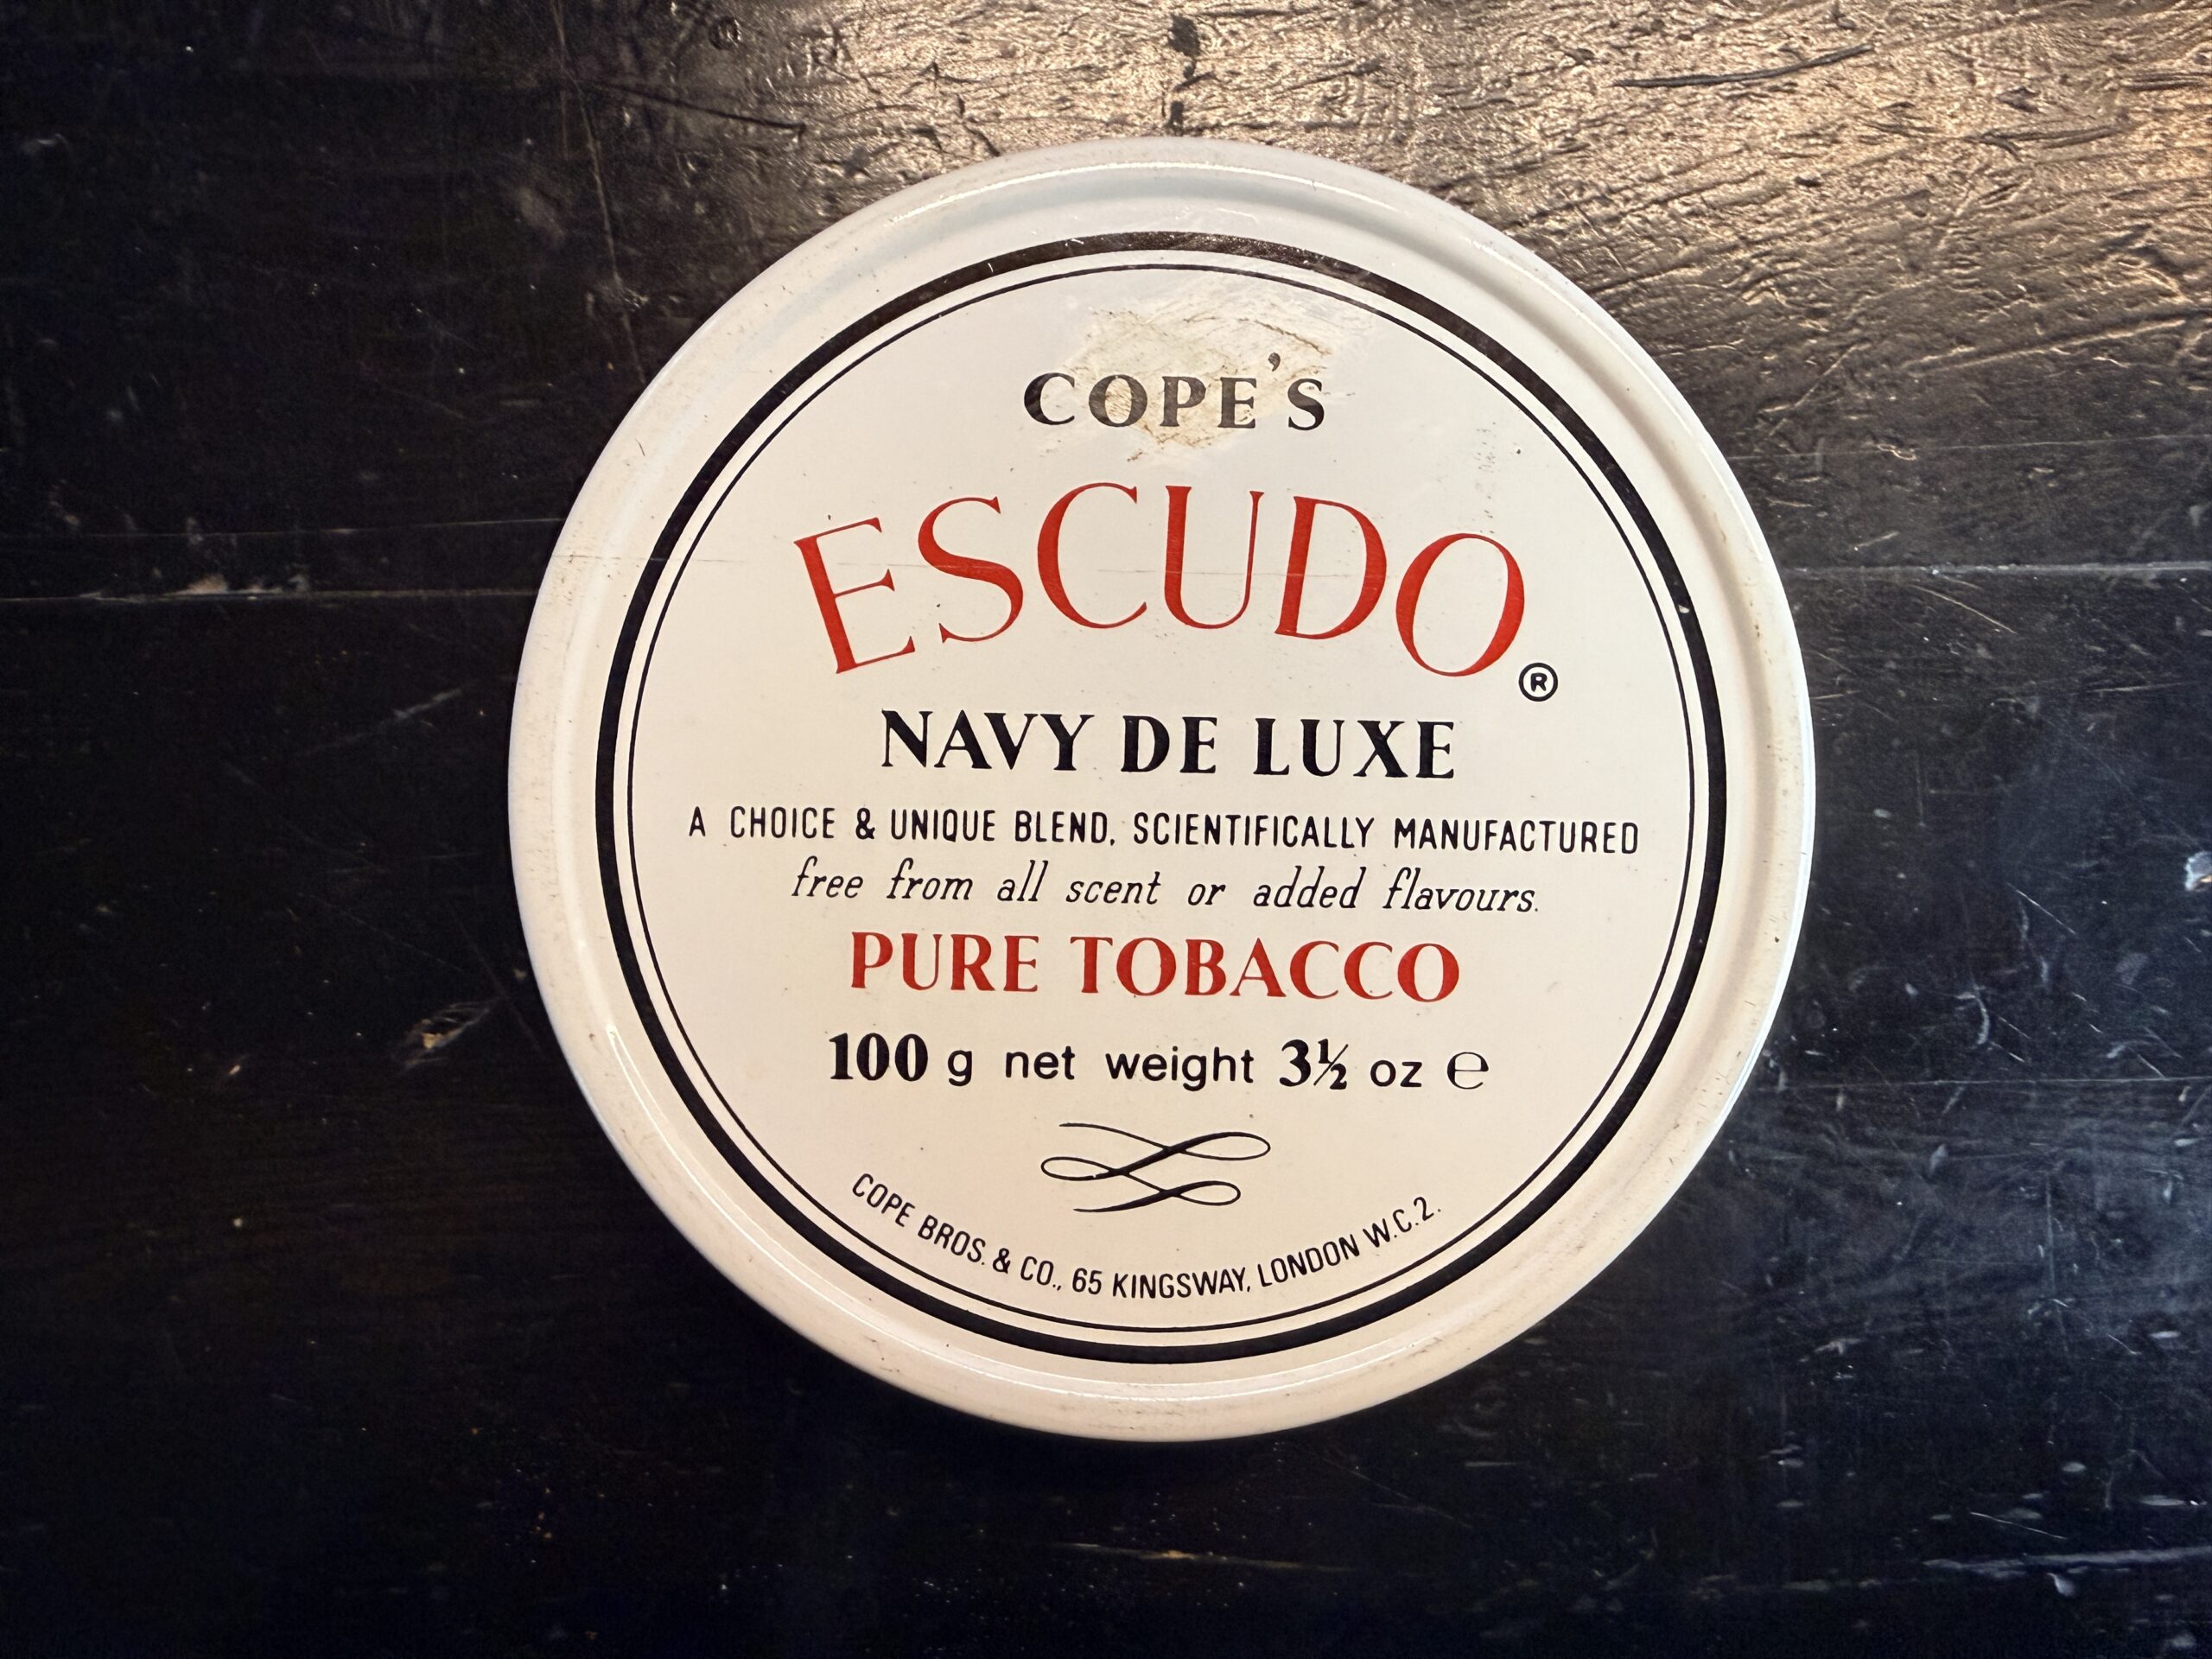 COPE'S
ESCUDO®
NAVY DE LUXE
A CHOICE & UNIQUE BLEND, SCIENTIFICALLY MANUFACTURED
free from all scent or added flavours.
PURE TOBACCO
100 g net weight 3½ oz ℮
COPE BROS. & CO., 65 KINGSWAY, LONDON W.C.2.